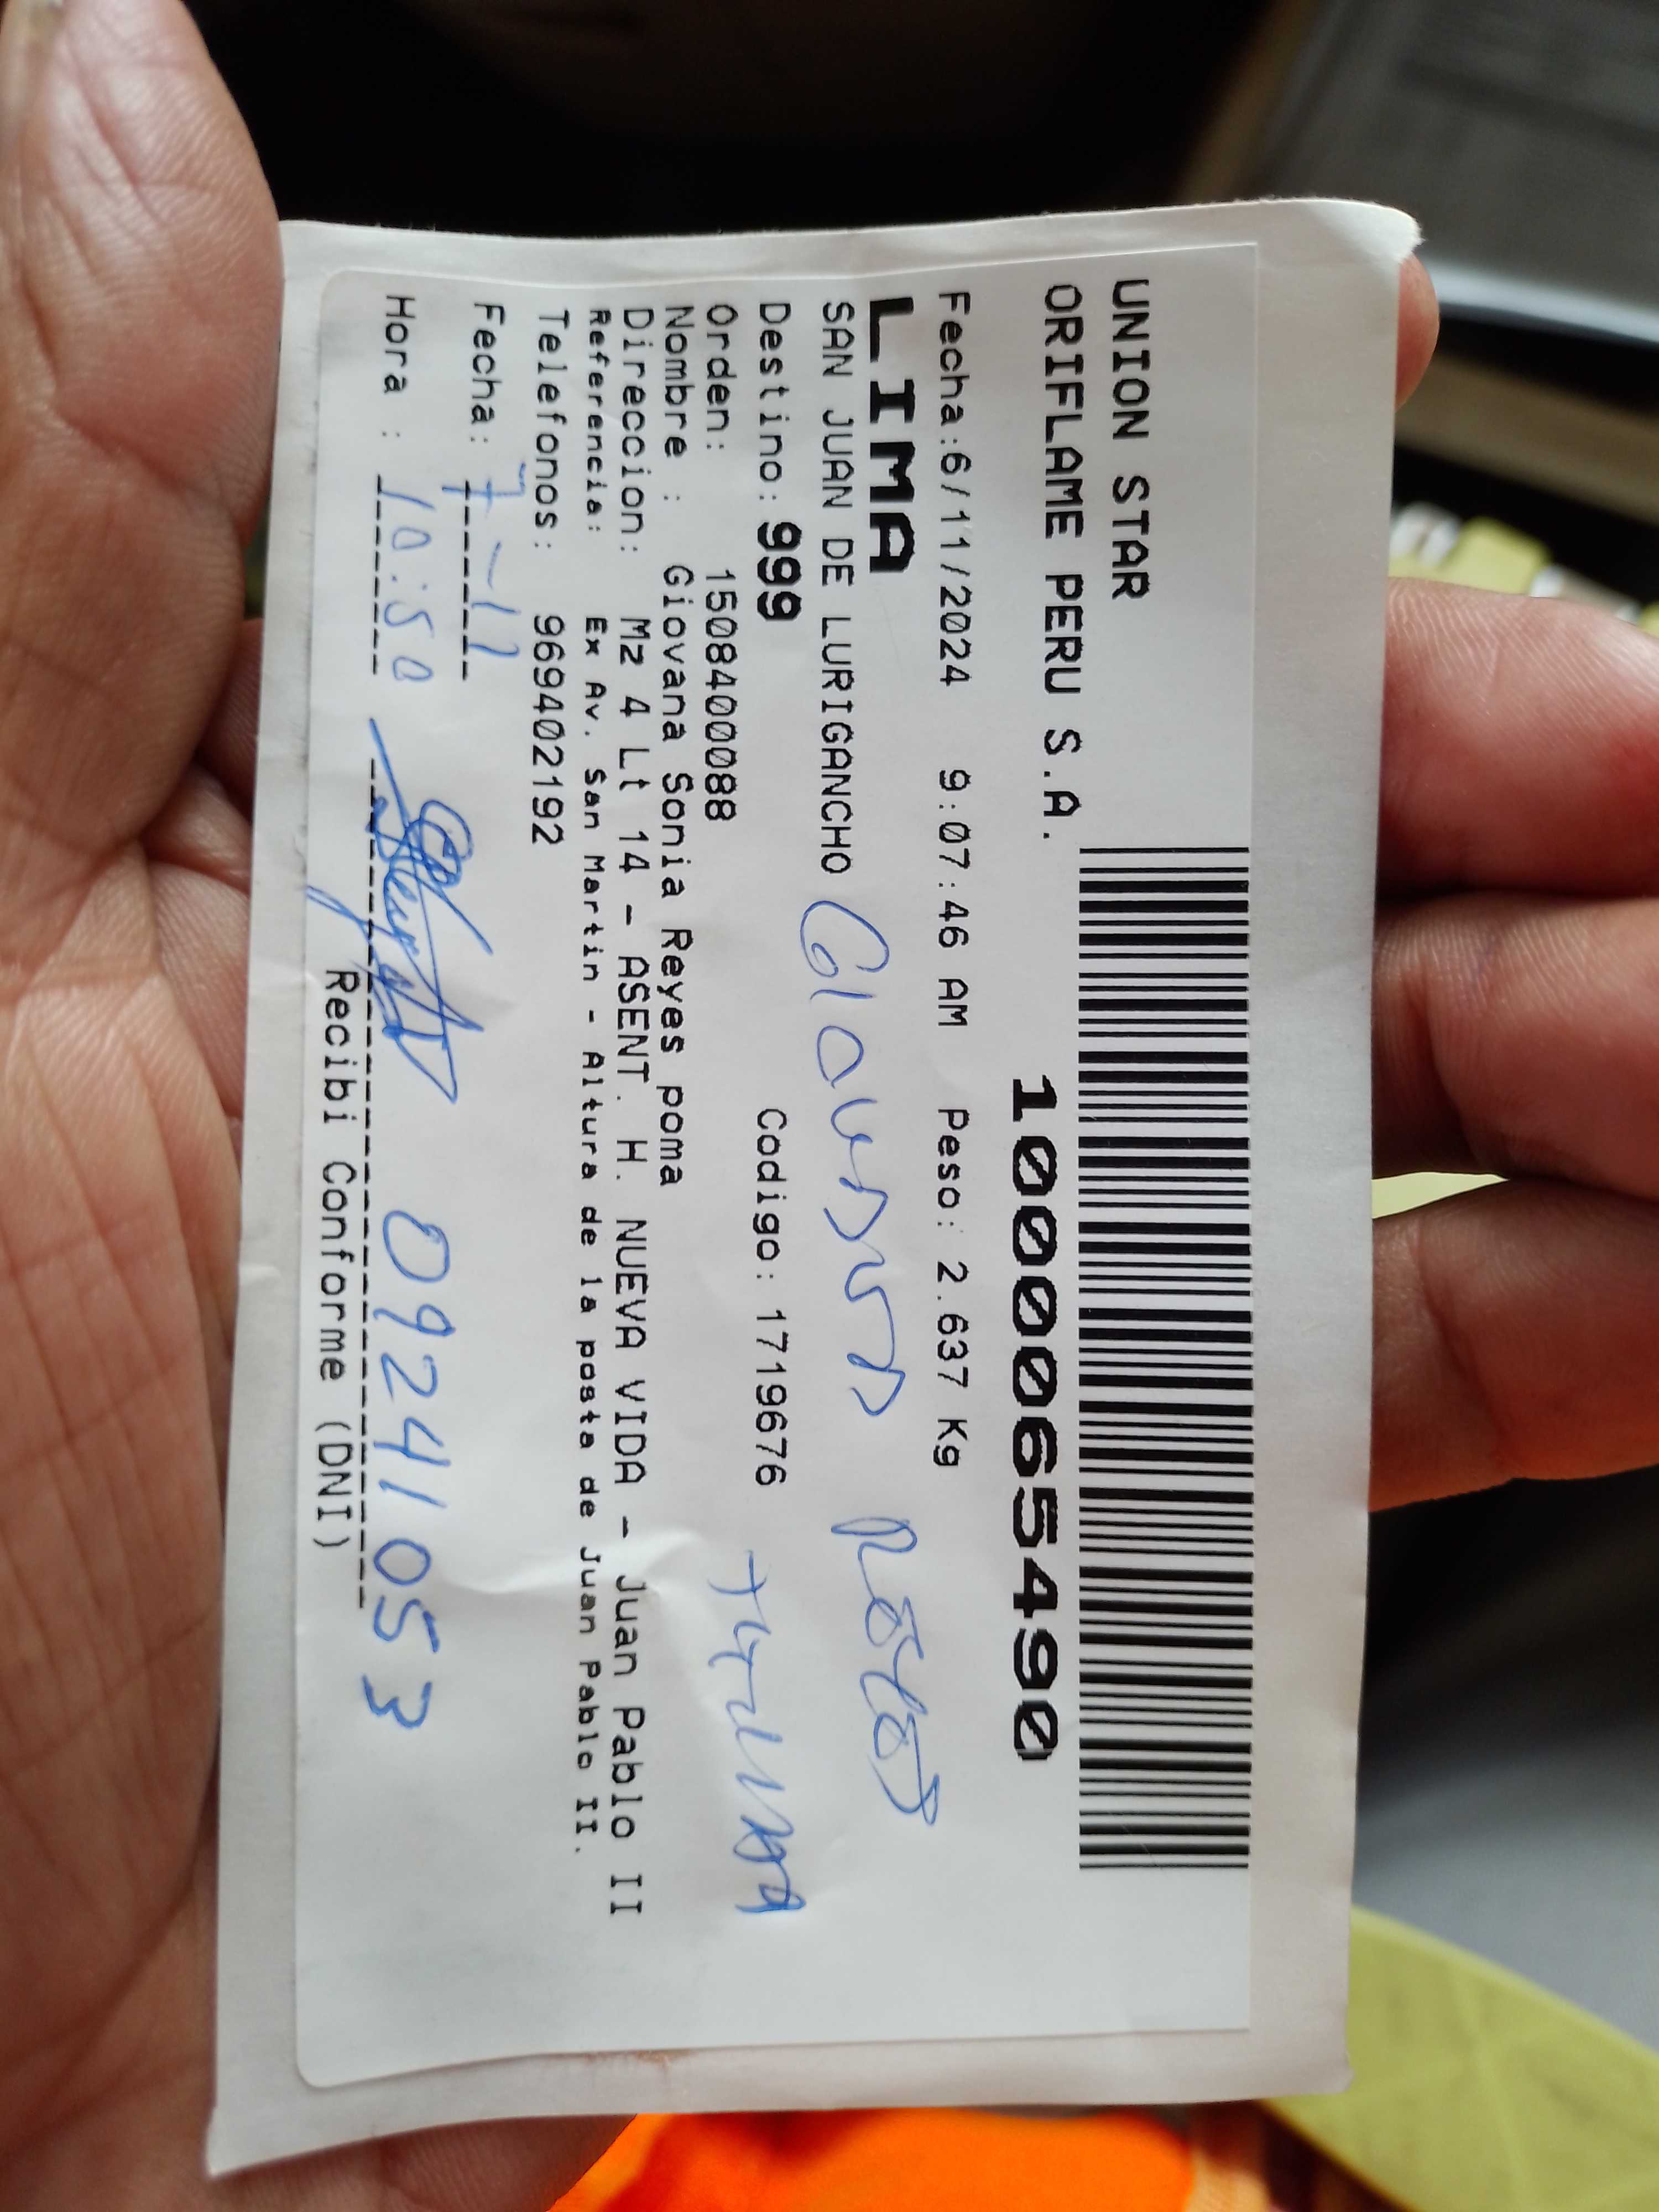 UNION STAR
ORIFLAME PERU S.A.
1000065490
Fecha:6/11/2024 9:07:46 AM Peso: 2.637 Kg
LIMA
SAN JUAN DE LURIGANCHO
Destino: 999 Codigo: 1719676
Orden: 1508400088
Nombre : Giovana Sonia Reyes poma
Direccion: Mz 4 Lt 14 - ASENT. H. NUEVA VIDA - Juan Pablo II
Referencia: Ex Av. San Martin - Altura de la posta de Juan Pablo II.
Telefonos: 969402192
Fecha: 7-11
Hora : 10:50 09241053
Recibi Conforme (DNI)